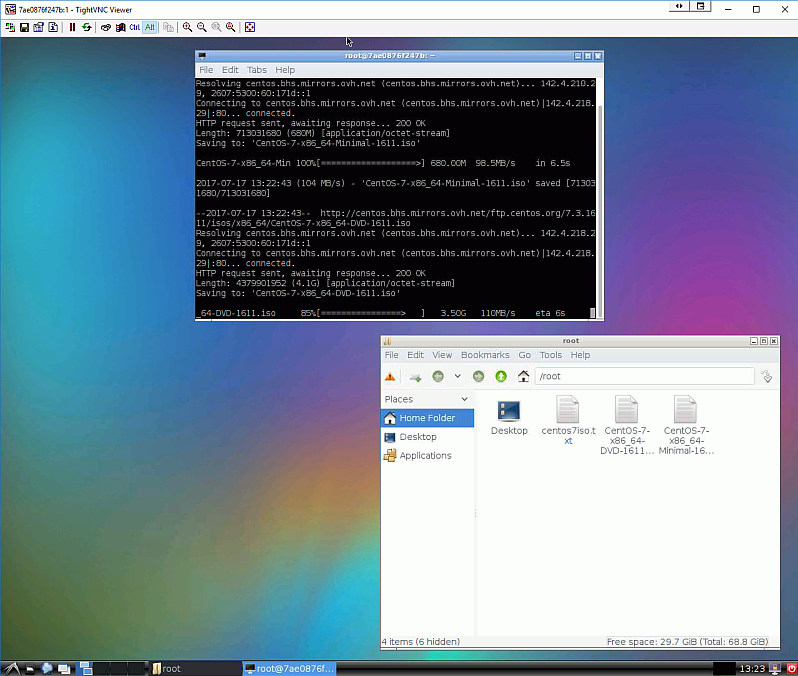 7ae0876f247b:1 - TightVNC Viewer
Ctrl Alt
root@7ae0876f247b: ~
File Edit Tabs Help
Resolving centos.bhs.mirrors.ovh.net (centos.bhs.mirrors.ovh.net)... 142.4.218.2
9, 2607:5300:60:171d::1
Connecting to centos.bhs.mirrors.ovh.net (centos.bhs.mirrors.ovh.net)|142.4.218.
29|:80... connected.
HTTP request sent, awaiting response... 200 OK
Length: 713031680 (680M) [application/octet-stream]
Saving to: 'CentOS-7-x86_64-Minimal-1611.iso'
CentOS-7-x86_64-Min 100%[===================>] 680.00M 98.5MB/s in 6.5s
2017-07-17 13:22:43 (104 MB/s) - 'CentOS-7-x86_64-Minimal-1611.iso' saved [71303
1680/713031680]
--2017-07-17 13:22:43-- http://centos.bhs.mirrors.ovh.net/ftp.centos.org/7.3.16
11/isos/x86_64/CentOS-7-x86_64-DVD-1611.iso
Resolving centos.bhs.mirrors.ovh.net (centos.bhs.mirrors.ovh.net)... 142.4.218.2
9, 2607:5300:60:171d::1
Connecting to centos.bhs.mirrors.ovh.net (centos.bhs.mirrors.ovh.net)|142.4.218.
29|:80... connected.
HTTP request sent, awaiting response... 200 OK
Length: 4379901952 (4.1G) [application/octet-stream]
Saving to: 'CentOS-7-x86_64-DVD-1611.iso'
_64-DVD-1611.iso 85%[================> ] 3.50G 110MB/s eta 6s
root
File Edit View Bookmarks Go Tools Help
/root
Places
Home Folder
Desktop
Applications
Desktop
centos7iso.t
xt
CentOS-7-
x86_64-
DVD-1611...
CentOS-7-
x86_64-
Minimal-16...
4 items (6 hidden)
Free space: 29.7 GiB (Total: 68.8 GiB)
root
root@7ae0876f...
13:23